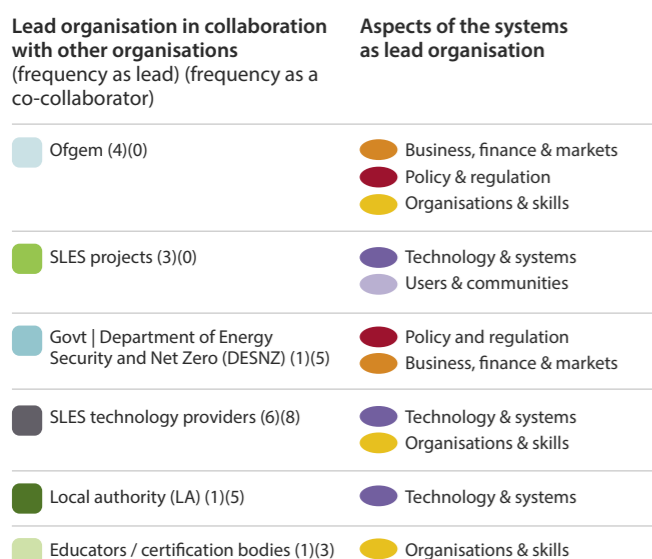 Lead organisation in collaboration
with other organisations
(frequency as lead) (frequency as a
co-collaborator)
Aspects of the systems
as lead organisation
Ofgem (4)(0)
Business, finance & markets
Policy & regulation
Organisations & skills
SLES projects (3)(0)
Technology & systems
Users & communities
Govt | Department of Energy
Security and Net Zero (DESNZ) (1)(5)
Policy and regulation
Business, finance & markets
SLES technology providers (6)(8)
Technology & systems
Organisations & skills
Local authority (LA) (1)(5)
Technology & systems
Educators / certification bodies (1)(3)
Organisations & skills